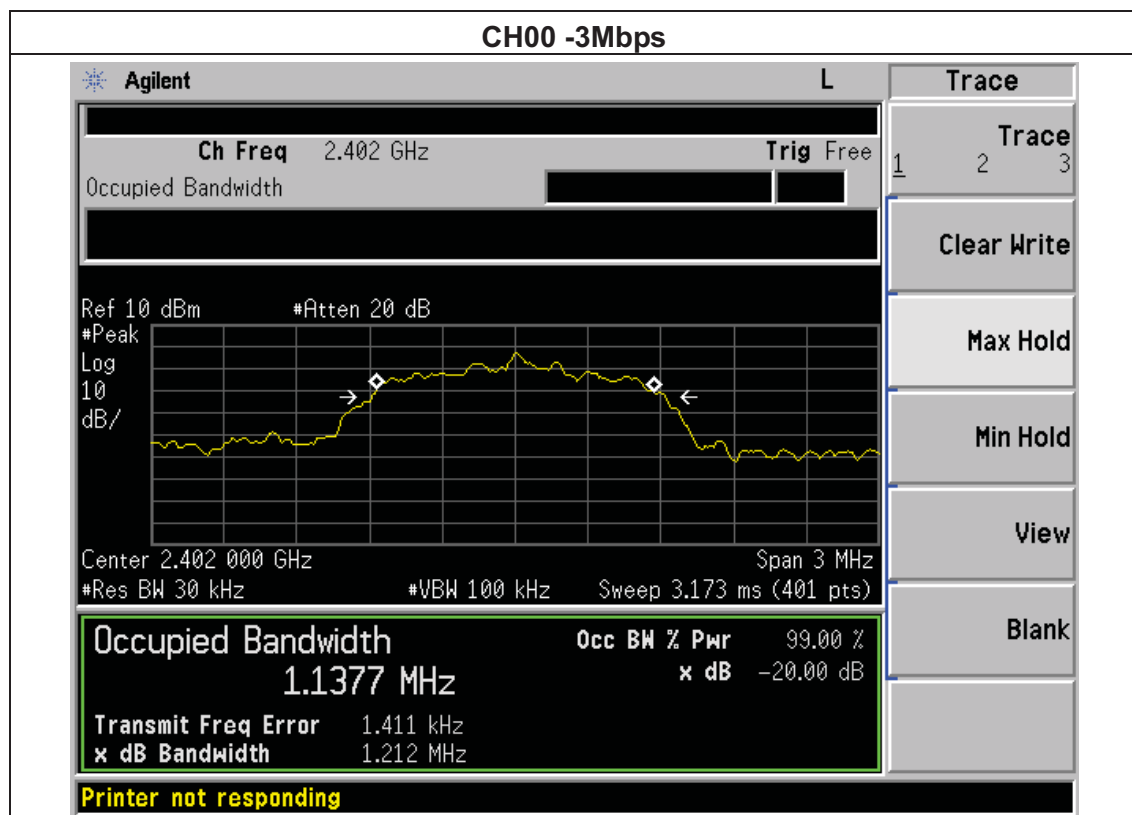 CH00 -3Mbps
Agilent L Trace
Ch Freq 2.402 GHz Trig Free
Occupied Bandwidth
Trace
1 2 3
Clear Write
Ref 10 dBm #Atten 20 dB
#Peak
Log
10
dB/
Max Hold
Min Hold
View
Center 2.402 000 GHz Span 3 MHz
#Res BW 30 kHz #VBW 100 kHz Sweep 3.173 ms (401 pts)
Occupied Bandwidth Occ BW % Pwr 99.00 %
1.1377 MHz x dB -20.00 dB
Blank
Transmit Freq Error 1.411 kHz
x dB Bandwidth 1.212 MHz
Printer not responding